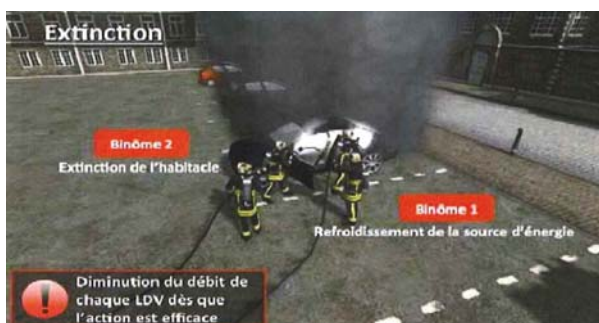 Extinction
Binôme 2
Extinction de l'habitacle
Binôme 1
Refroidissement de la source d'énergie
!
Diminution du débit de
chaque LDV dès que
l'action est efficace